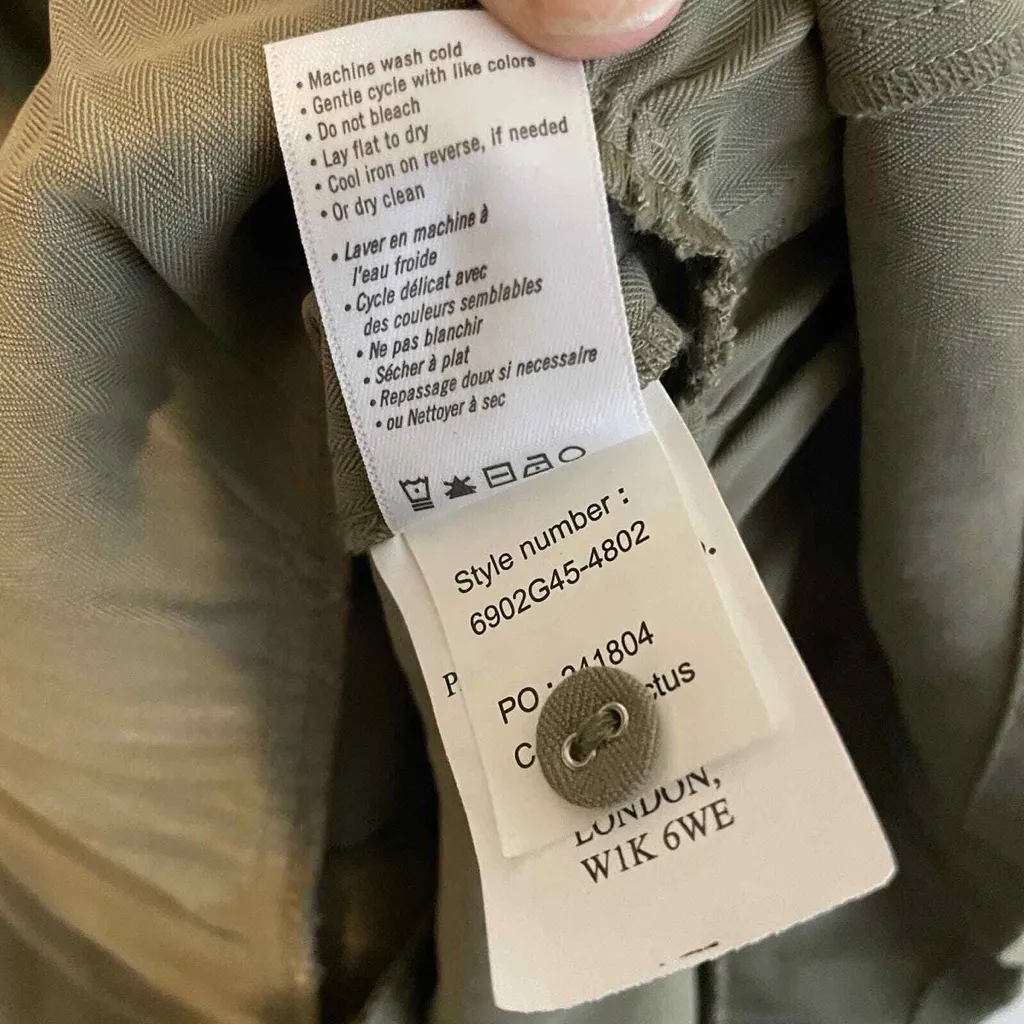 • Machine wash cold
• Gentle cycle with like colors
• Do not bleach
• Lay flat to dry
• Cool iron on reverse, if needed
• Or dry clean
• Laver en machine à
l'eau froide
• Cycle délicat avec
des couleurs semblables
• Ne pas blanchir
• Sécher à plat
• Repassage doux si necessaire
• ou Nettoyer à sec
Style number :
6902G45-4802
PO : 241804
LONDON,
W1K 6WE